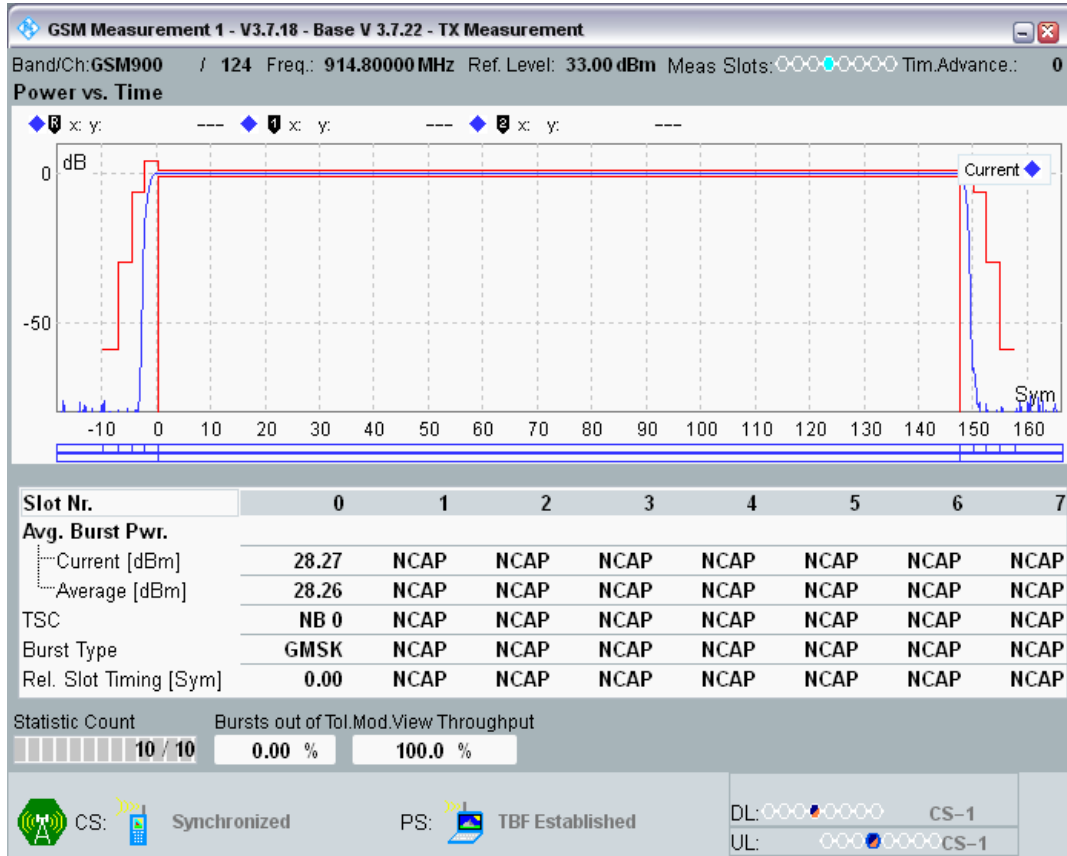 GSM Measurement 1 - V3.7.18 - Base V 3.7.22 - TX Measurement
Band/Ch:GSM900 / 124 Freq.: 914.80000 MHz Ref. Level: 33.00 dBm Meas Slots: Tim.Advance.: 0
Power vs. Time
R x: y: --- 1 x: y: --- 2 x: y: ---
dB
Current
0
-50
Sym
-10 0 10 20 30 40 50 60 70 80 90 100 110 120 130 140 150 160
Slot Nr. 0 1 2 3 4 5 6 7
Avg. Burst Pwr.
Current [dBm] 28.27 NCAP NCAP NCAP NCAP NCAP NCAP NCAP
Average [dBm] 28.26 NCAP NCAP NCAP NCAP NCAP NCAP NCAP
TSC NB 0 NCAP NCAP NCAP NCAP NCAP NCAP NCAP
Burst Type GMSK NCAP NCAP NCAP NCAP NCAP NCAP NCAP
Rel. Slot Timing [Sym] 0.00 NCAP NCAP NCAP NCAP NCAP NCAP NCAP
Statistic Count Bursts out of Tol. Mod.View Throughput
10 / 10 0.00 % 100.0 %
CS: Synchronized PS: TBF Established DL: CS-1
UL: CS-1